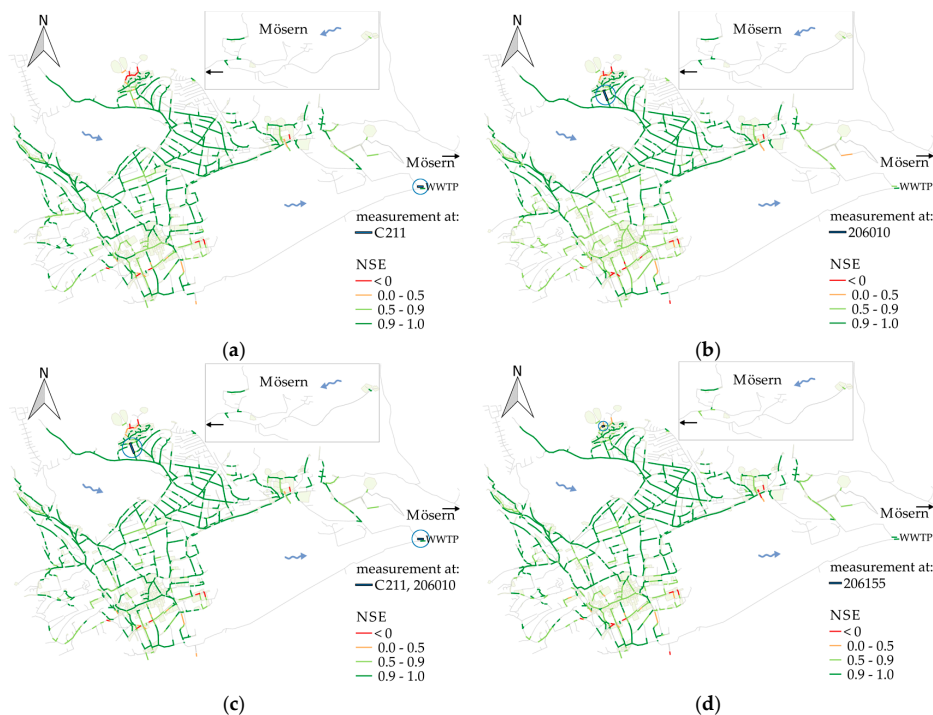 N
Mösern
Mösern
WWTP
measurement at:
C211
NSE
< 0
0.0 - 0.5
0.5 - 0.9
0.9 - 1.0
(a)
N
Mösern
Mösern
WWTP
measurement at:
206010
NSE
< 0
0.0 - 0.5
0.5 - 0.9
0.9 - 1.0
(b)
N
Mösern
Mösern
WWTP
measurement at:
C211, 206010
NSE
< 0
0.0 - 0.5
0.5 - 0.9
0.9 - 1.0
(c)
N
Mösern
Mösern
WWTP
measurement at:
206155
NSE
< 0
0.0 - 0.5
0.5 - 0.9
0.9 - 1.0
(d)